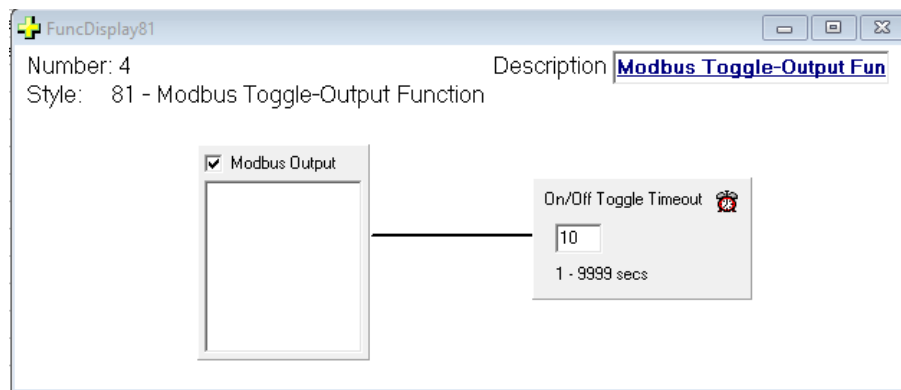 FuncDisplay81
Number: 4
Description Modbus Toggle-Output Fun
Style: 81 - Modbus Toggle-Output Function
Modbus Output
On/Off Toggle Timeout
10
1 - 9999 secs